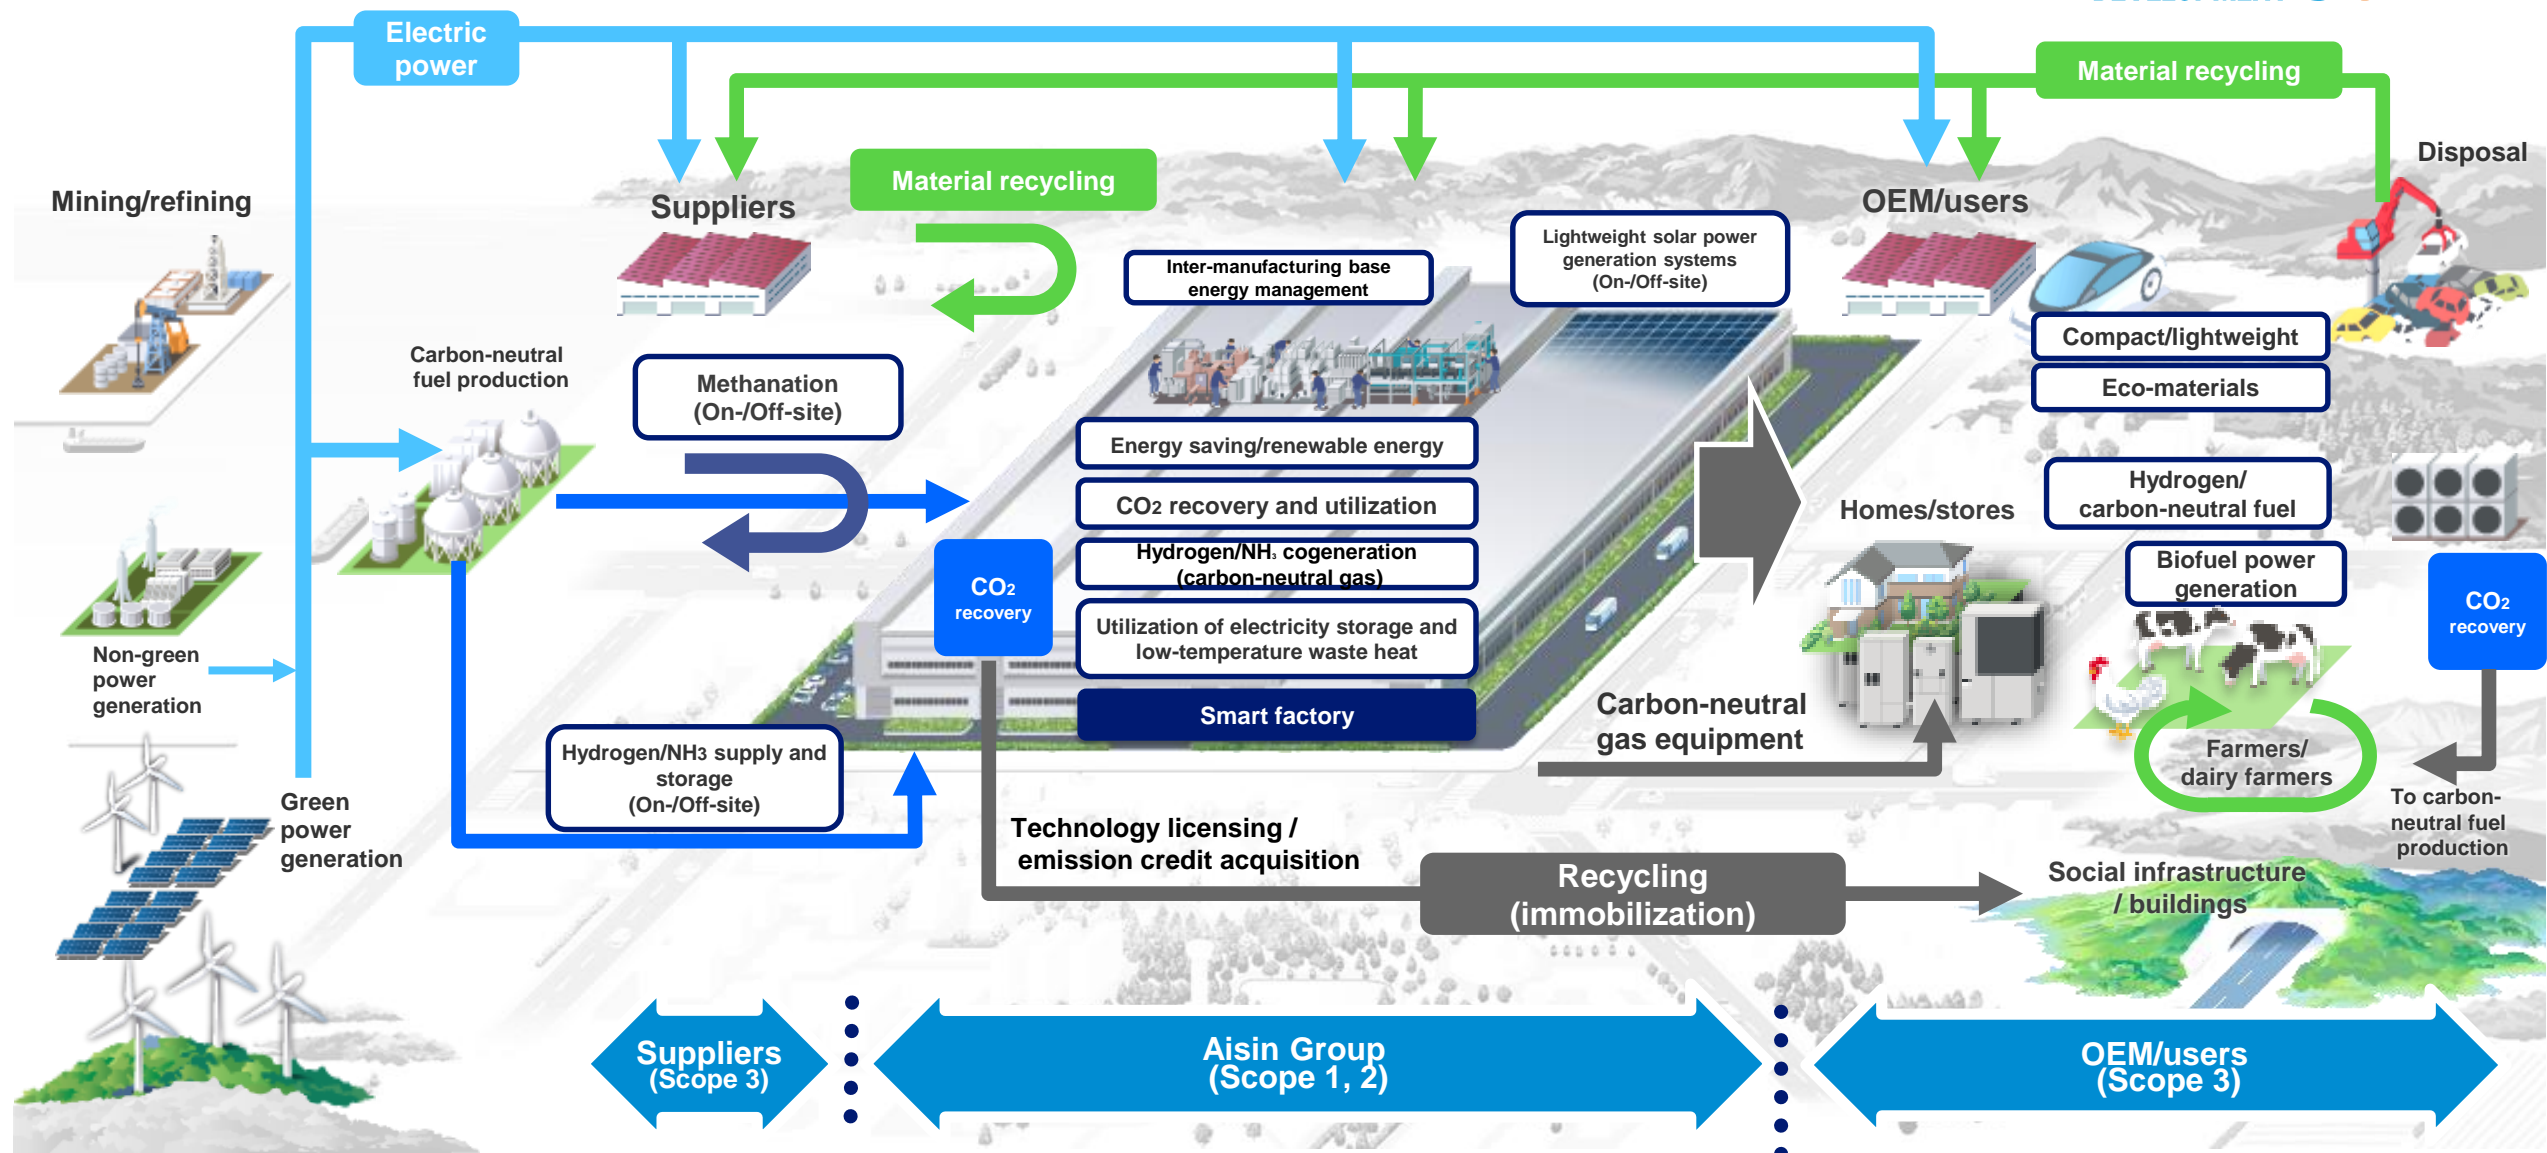 Electric
power
Material recycling
Disposal
Mining/refining
Suppliers
Material recycling
OEM/users
Inter-manufacturing base
energy management
Lightweight solar power
generation systems
(On-/Off-site)
Compact/lightweight
Eco-materials
Carbon-neutral
fuel production
Methanation
(On-/Off-site)
Energy saving/renewable energy
CO2 recovery and utilization
Hydrogen/NH3 cogeneration
(carbon-neutral gas)
Utilization of electricity storage and
low-temperature waste heat
Smart factory
CO2
recovery
Homes/stores
Hydrogen/
carbon-neutral fuel
Biofuel power
generation
CO2
recovery
Non-green
power
generation
Green
power
generation
Hydrogen/NH3 supply and
storage
(On-/Off-site)
Carbon-neutral
gas equipment
Farmers/
dairy farmers
To carbon-
neutral fuel
production
Technology licensing /
emission credit acquisition
Recycling
(immobilization)
Social infrastructure
/ buildings
Suppliers
(Scope 3)
Aisin Group
(Scope 1, 2)
OEM/users
(Scope 3)